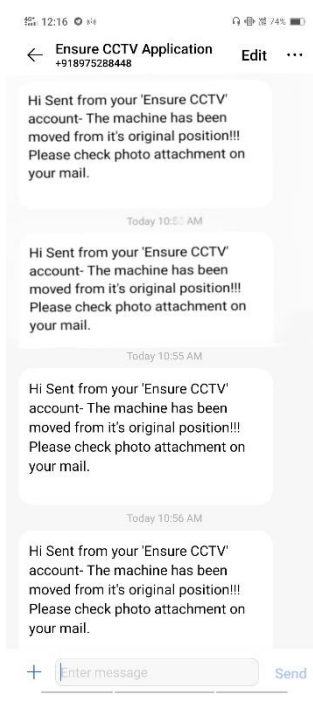 12:16
74%
Ensure CCTV Application
+918975288448
Edit
Hi Sent from your 'Ensure CCTV'
account- The machine has been
moved from it's original position!!!
Please check photo attachment on
your mail.
Today AM
Hi Sent from your 'Ensure CCTV'
account- The machine has been
moved from it's original position!!!
Please check photo attachment on
your mail.
Today 10:55 AM
Hi Sent from your 'Ensure CCTV'
account- The machine has been
moved from it's original position!!!
Please check photo attachment on
your mail.
Today 10:56 AM
Hi Sent from your 'Ensure CCTV'
account- The machine has been
moved from it's original position!!!
Please check photo attachment on
your mail.
Enter message
Send